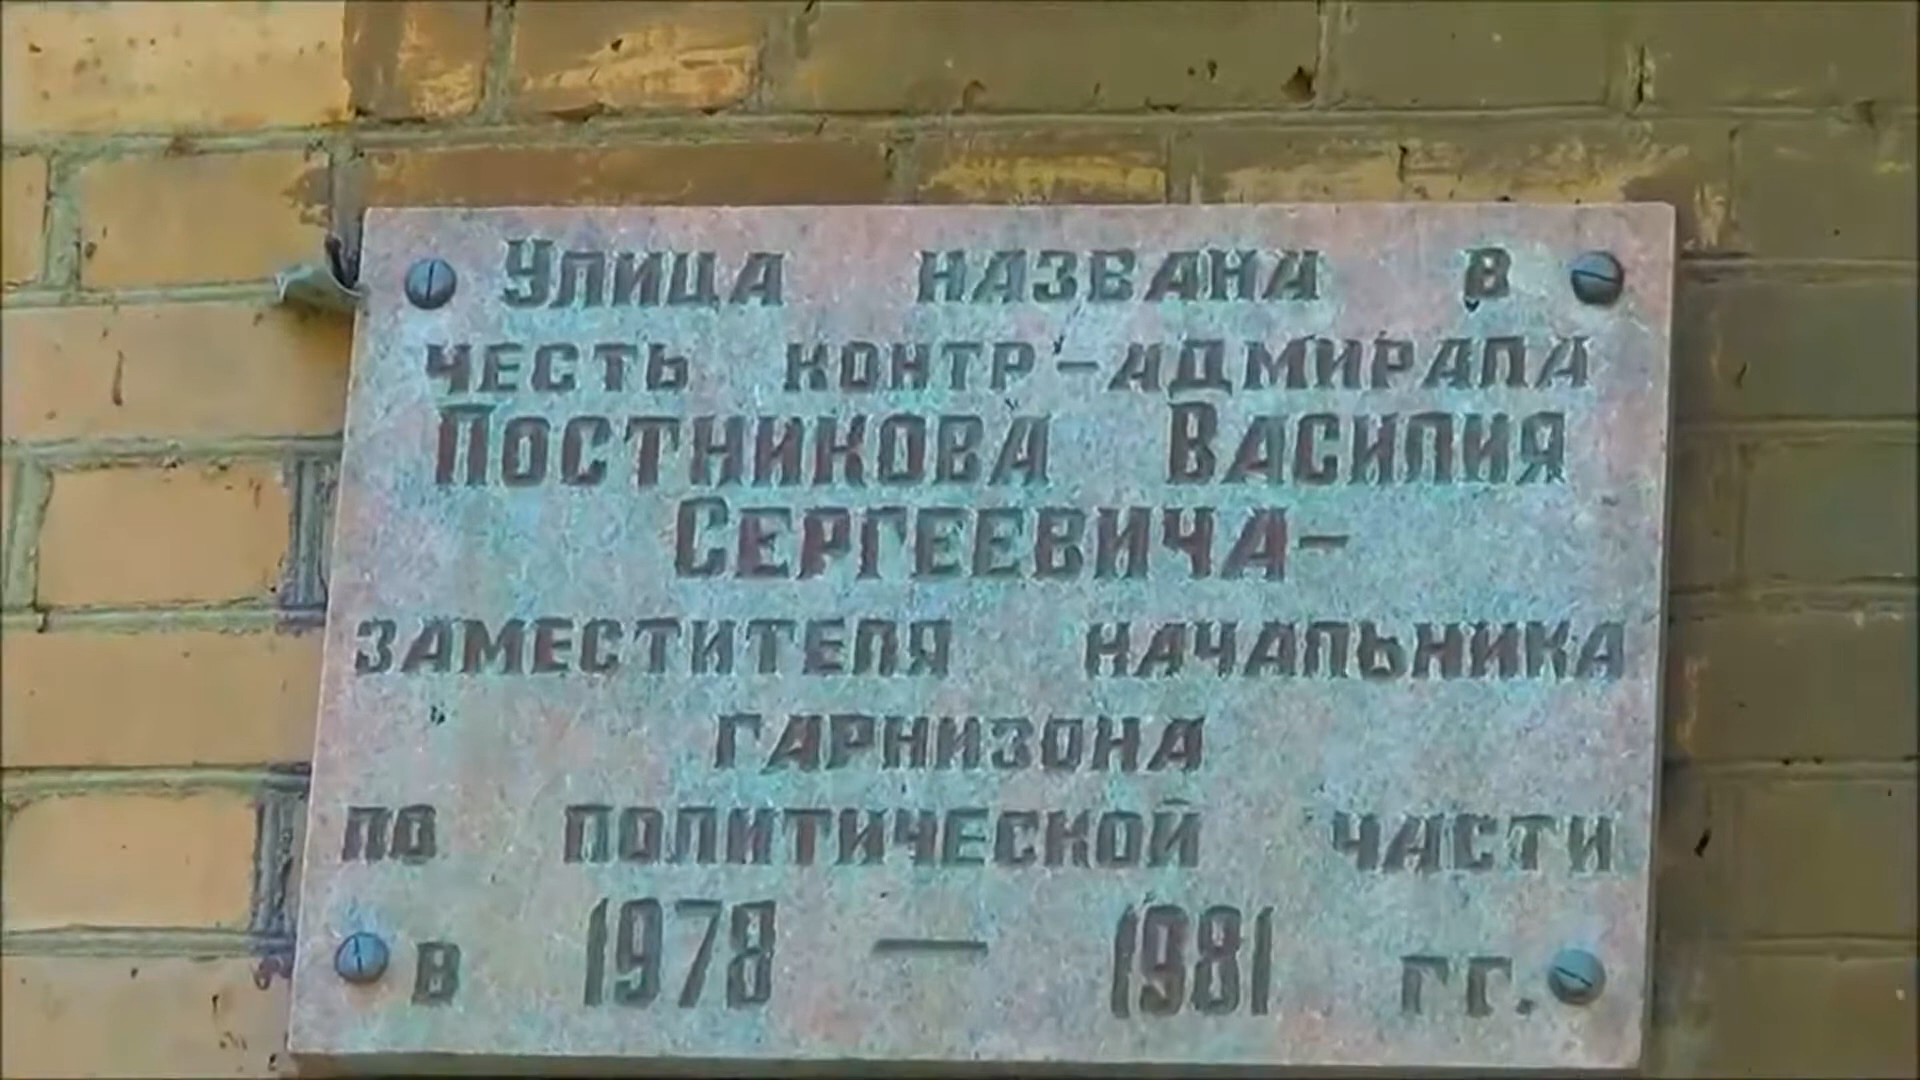 Улица названа в
честь контр-адмирала
Постникова Василия
Сергеевича-
заместителя начальника
гарнизона
по политической части
в 1978 — 1981 гг.